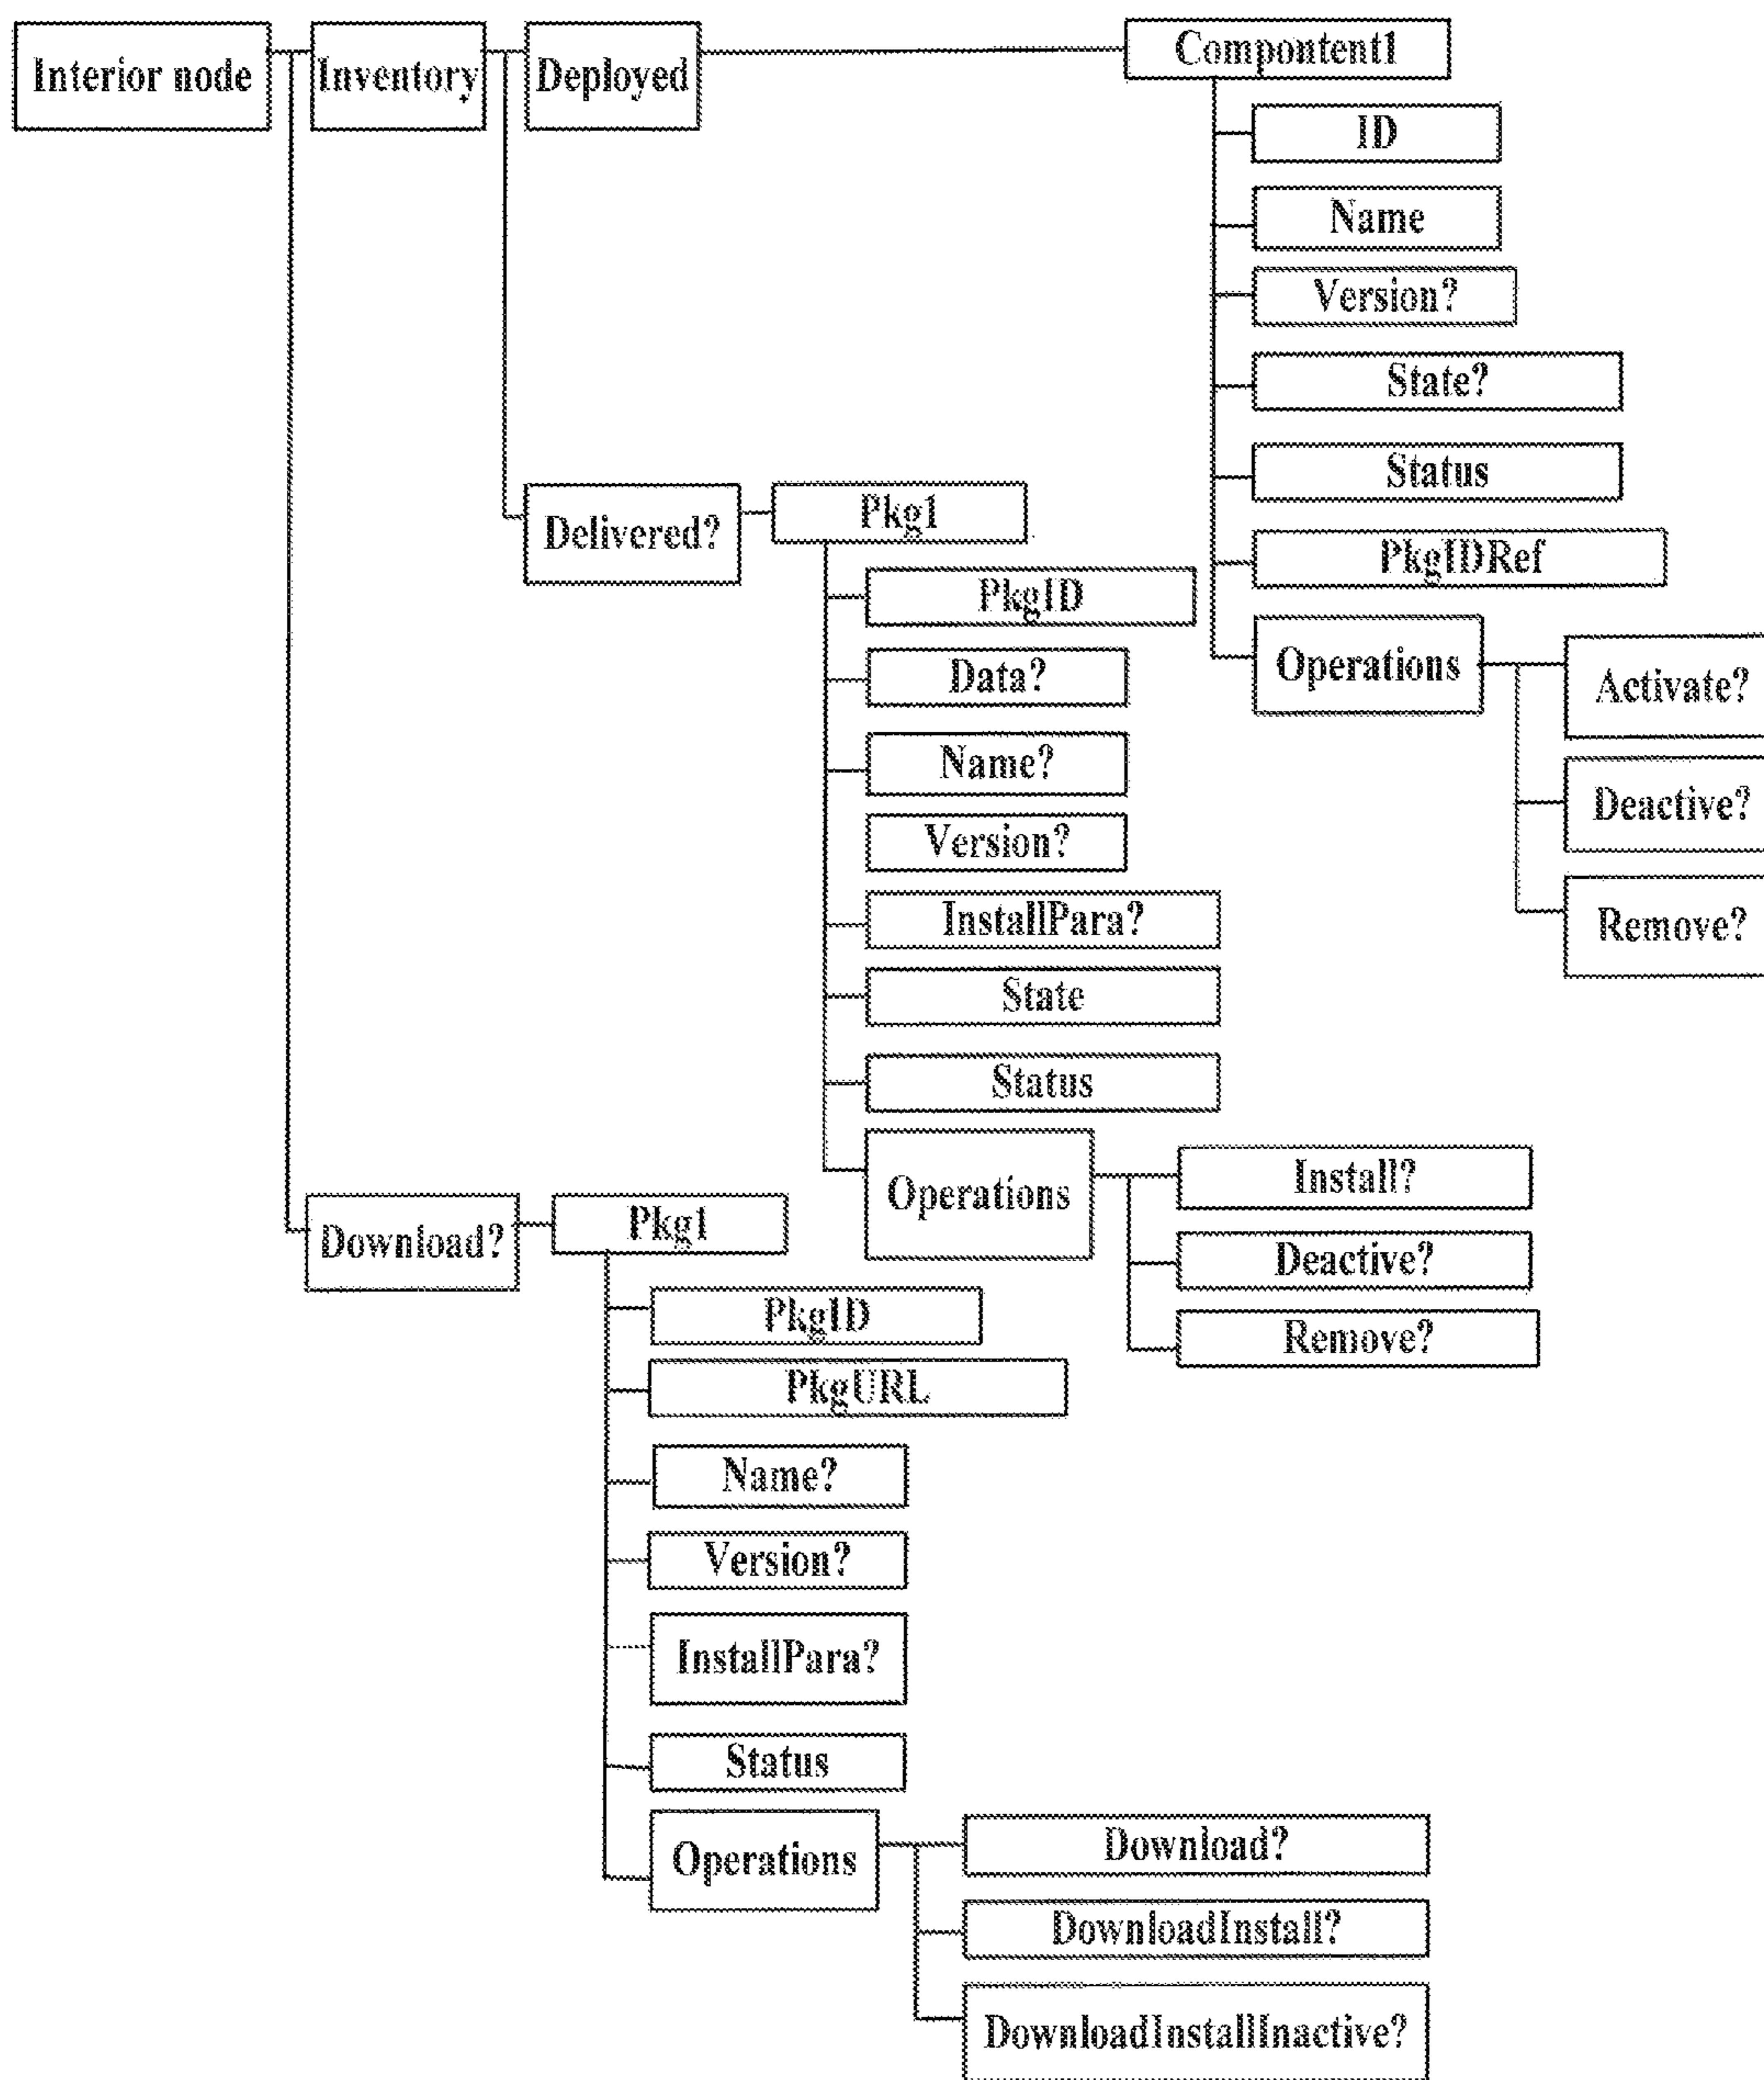 Interior node
Inventory
Deployed
Compontent1
ID
Name
Version?
State?
Status
PkgIDRef
Operations
Activate?
Deactive?
Remove?
Delivered?
Pkg1
PkgID
Data?
Name?
Version?
InstallPara?
State
Status
Operations
Install?
Deactive?
Remove?
Download?
Pkg1
PkgID
PkgURL
Name?
Version?
InstallPara?
Status
Operations
Download?
DownloadInstall?
DownloadInstallInactive?